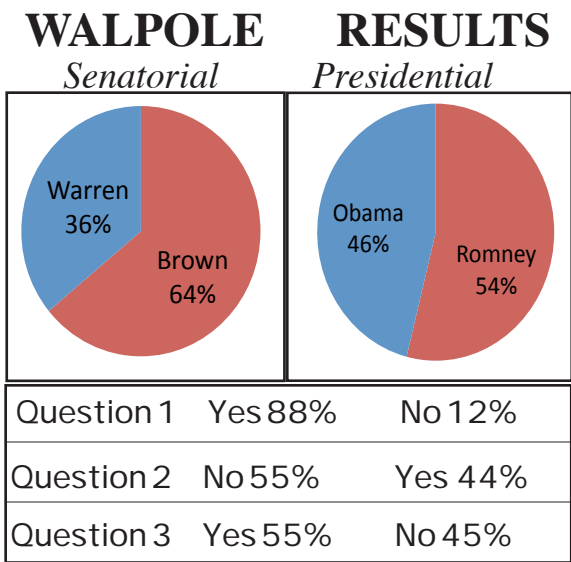 WALPOLE RESULTS
Senatorial Presidential
Warren
36%
Brown
64%
Obama
46%
Romney
54%
Question 1 Yes 88% No 12%
Question 2 No 55% Yes 44%
Question 3 Yes 55% No 45%